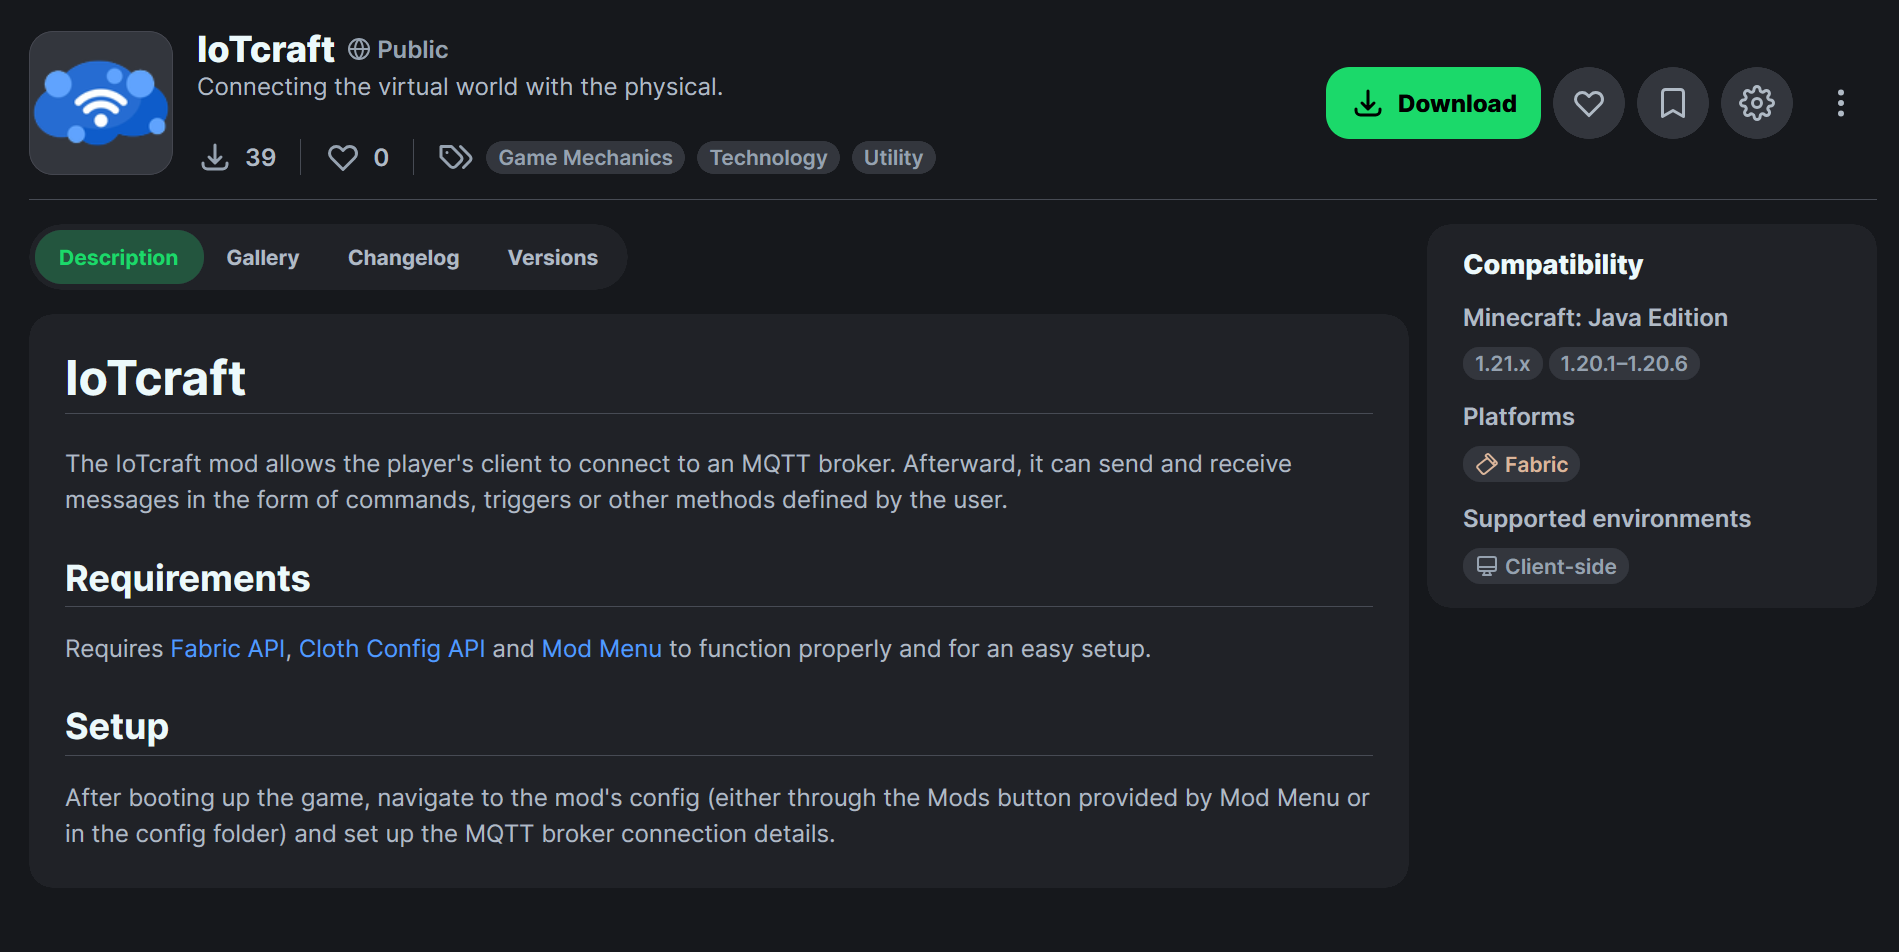 IoTcraft Public
Connecting the virtual world with the physical.
39 0 Game Mechanics Technology Utility
Download
Description Gallery Changelog Versions
IoTcraft
The IoTcraft mod allows the player's client to connect to an MQTT broker. Afterward, it can send and receive
messages in the form of commands, triggers or other methods defined by the user.
Requirements
Requires Fabric API, Cloth Config API and Mod Menu to function properly and for an easy setup.
Setup
After booting up the game, navigate to the mod's config (either through the Mods button provided by Mod Menu or
in the config folder) and set up the MQTT broker connection details.
Compatibility
Minecraft: Java Edition
1.21.x 1.20.1–1.20.6
Platforms
Fabric
Supported environments
Client-side